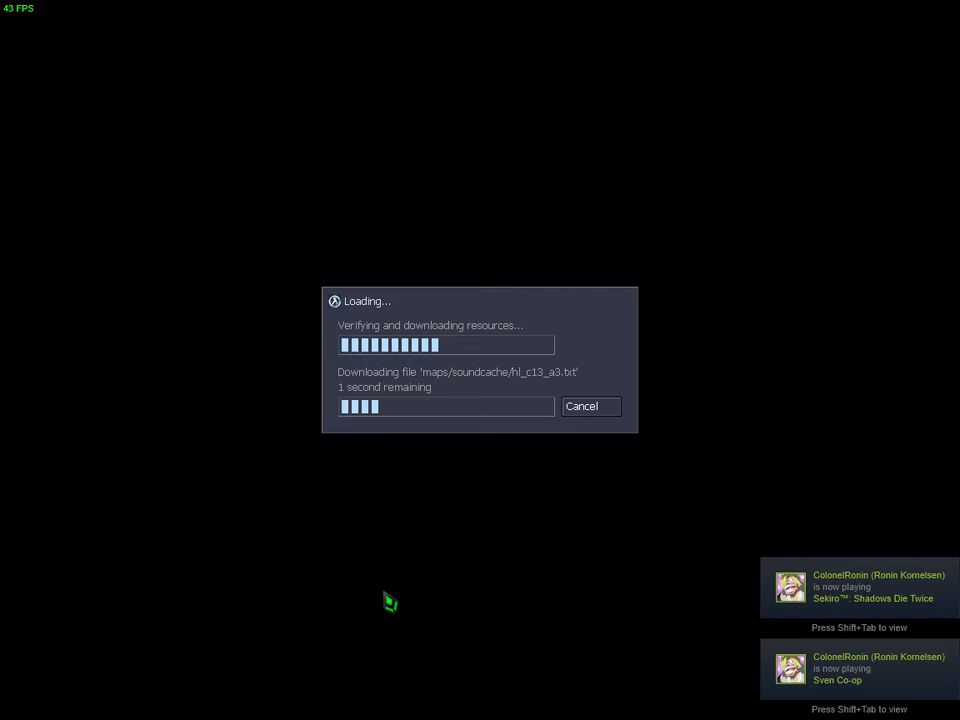 43 FPS
Loading...
Verifying and downloading resources...
Downloading file 'maps/soundcache/hl_c13_a3.txt'
1 second remaining
Cancel
ColonelRonin (Ronin Kornelsen)
is now playing
Sekiro™: Shadows Die Twice
Press Shift+Tab to view
ColonelRonin (Ronin Kornelsen)
is now playing
Sven Co-op
Press Shift+Tab to view